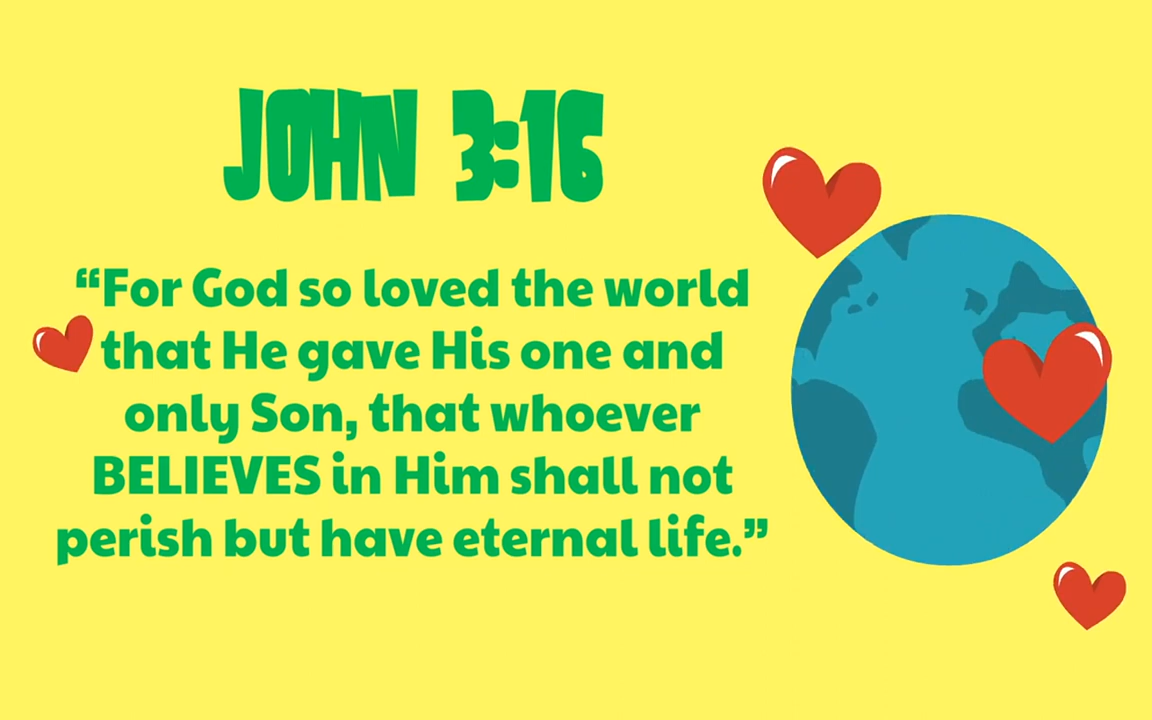 JOHN 3:16
“For God so loved the world
that He gave His one and
only Son, that whoever
BELIEVES in Him shall not
perish but have eternal life.”